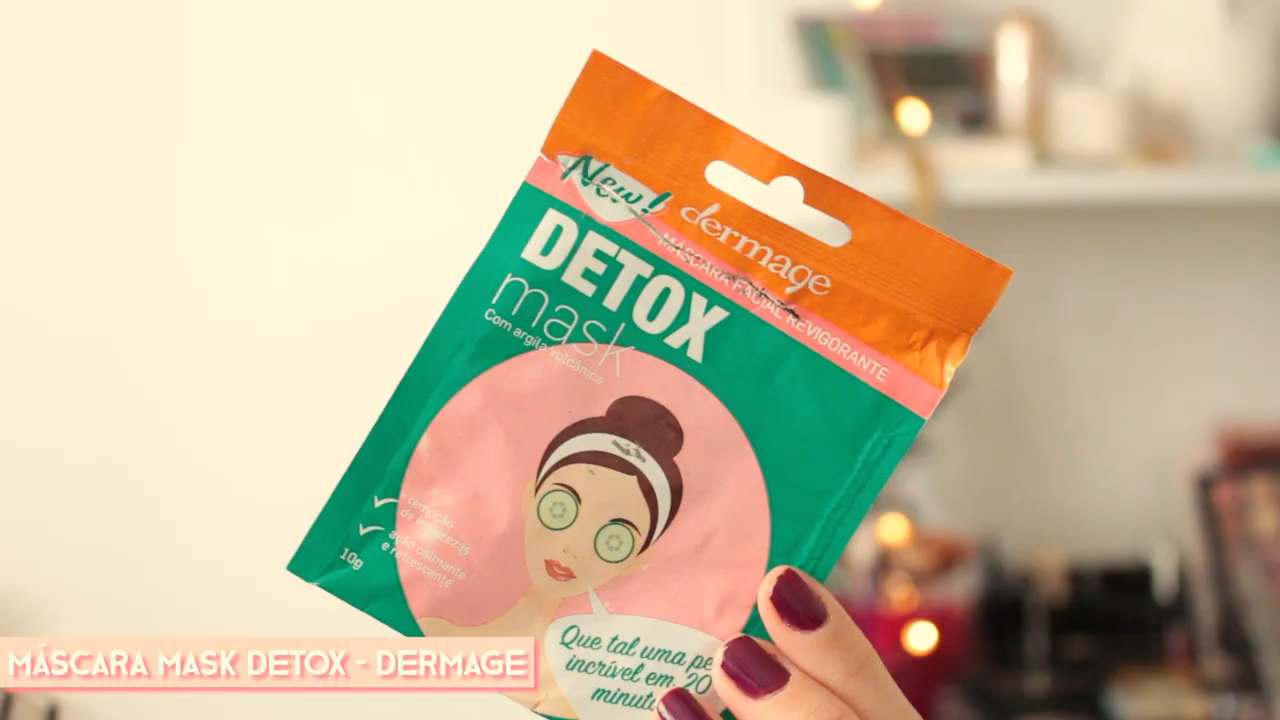 New!
dermage
MÁSCARA FACIAL REVIGORANTE
DETOX
mask
Com argila vulcânica
remoção
de impurezas
ação calmante
e refrescante
10g
Que tal uma pe
incrível em 20
minuto
MÁSCARA MASK DETOX - DERMAGE